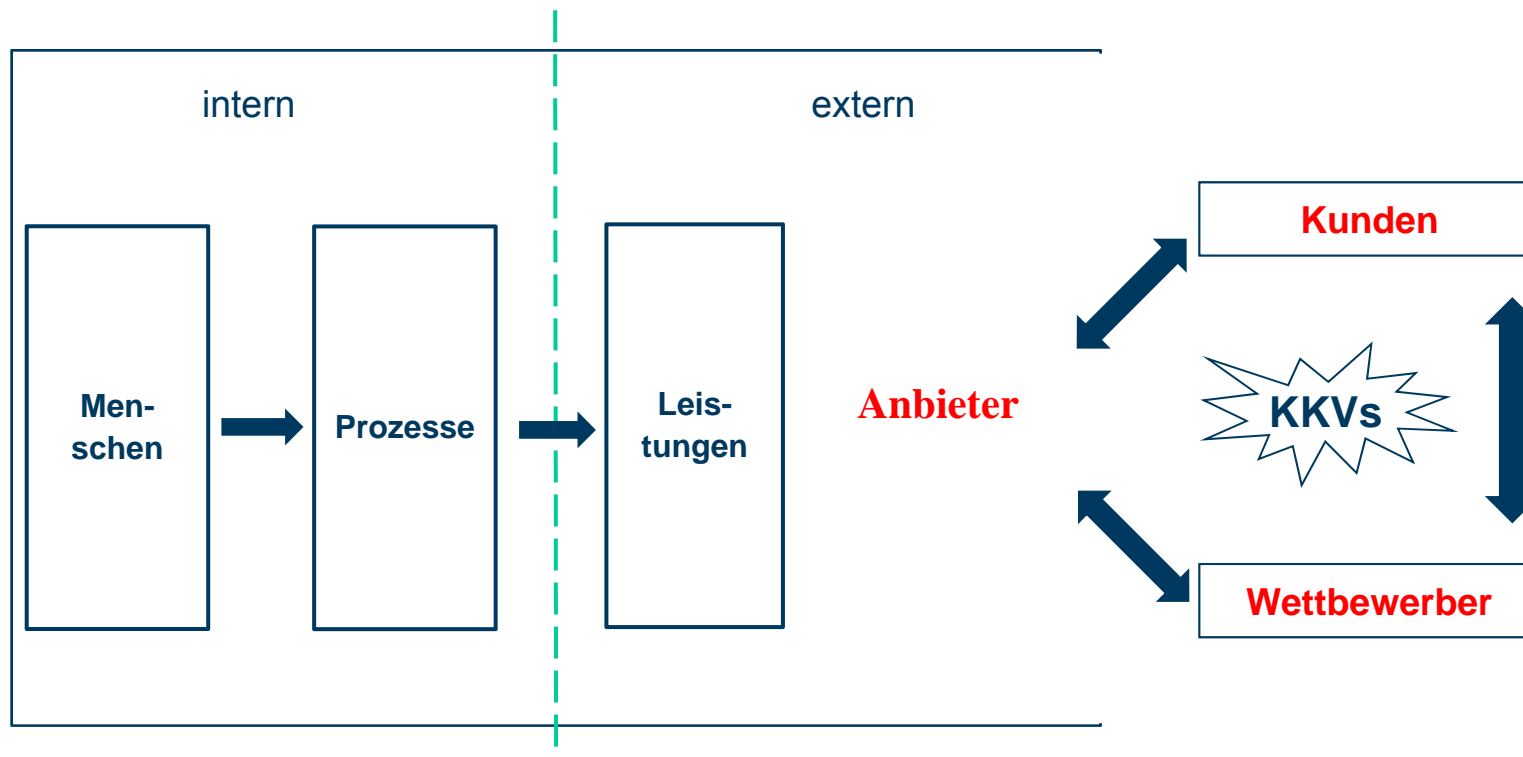 intern
extern
Kunden
Men-
schen
Prozesse
Leis-
tungen
Anbieter
KKVs
Wettbewerber